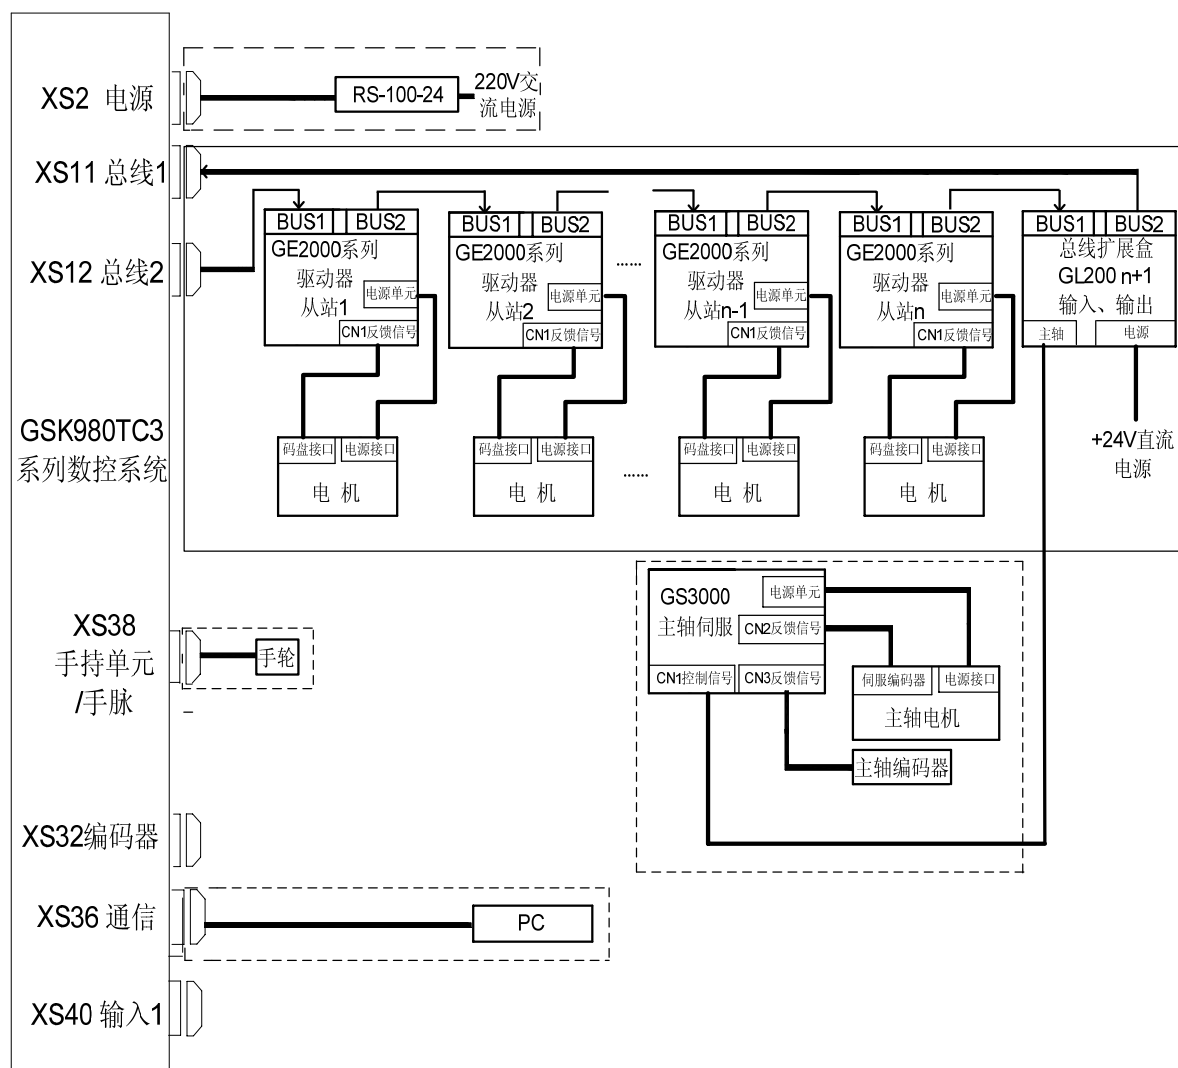 XS2 电源
RS-100-24
220V交
流电源
XS11 总线1
XS12 总线2
BUS1 BUS2
GE2000系列
驱动器
从站1
电源单元
CN1反馈信号
BUS1 BUS2
GE2000系列
驱动器
从站2
电源单元
CN1反馈信号
......
BUS1 BUS2
GE2000系列
驱动器
从站n-1
电源单元
CN1反馈信号
BUS1 BUS2
GE2000系列
驱动器
从站n
电源单元
CN1反馈信号
BUS1 BUS2
总线扩展盒
GL200 n+1
输入、输出
主轴 电源
+24V直流
电源
GSK980TC3
系列数控系统
码盘接口 电源接口
电 机
码盘接口 电源接口
电 机
......
码盘接口 电源接口
电 机
码盘接口 电源接口
电 机
GS3000
主轴伺服
电源单元
CN2反馈信号
CN1控制信号 CN3反馈信号
伺服编码器 电源接口
主轴电机
主轴编码器
XS38
手持单元
/手脉
手轮
XS32编码器
XS36 通信
PC
XS40 输入1